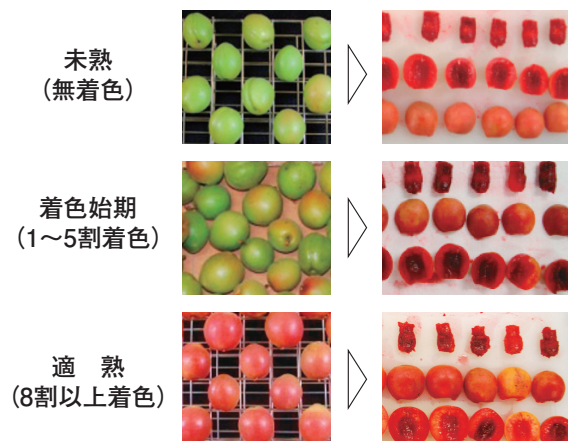 未熟
(無着色)
着色始期
(1〜5割着色)
適　熟
(8割以上着色)